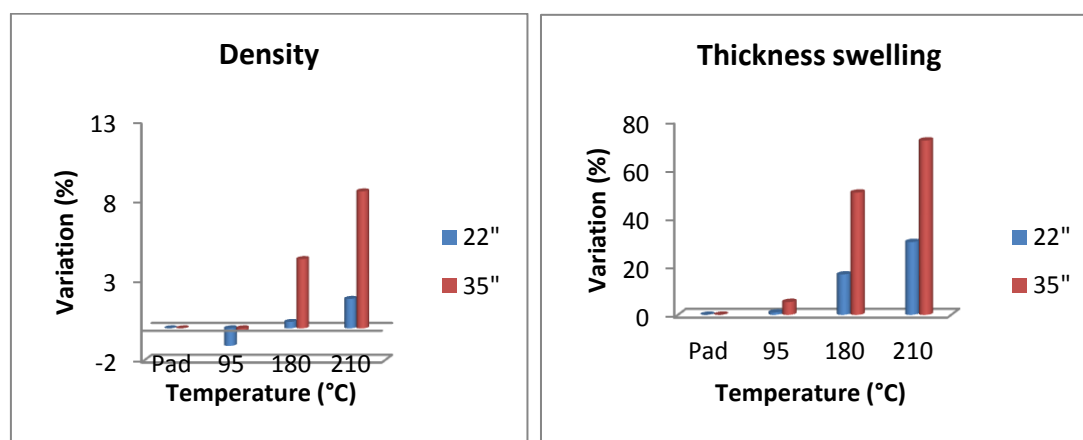 Density
13
8
3
-2
Variation (%)
Pad 95 180 210
Temperature (°C)
22"
35"
Thickness swelling
80
60
40
20
0
Variation (%)
Pad 95 180 210
Temperature (°C)
22"
35"